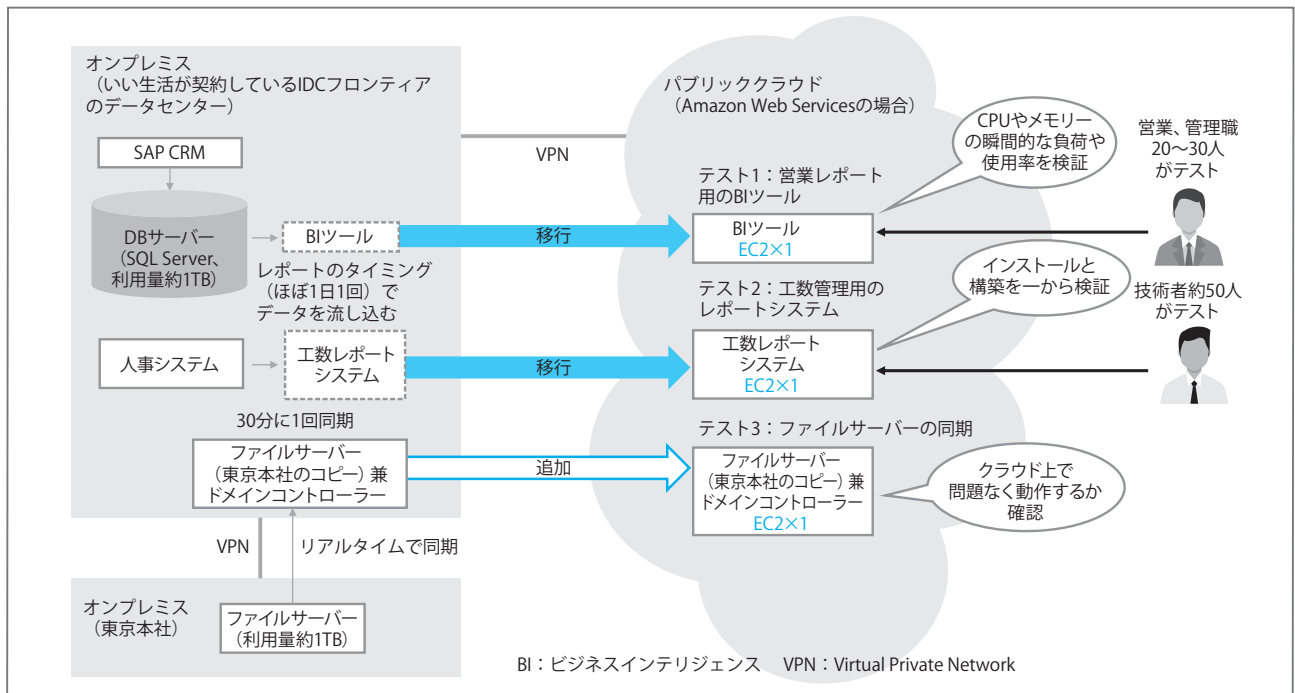 オンプレミス
（いい生活が契約しているIDCフロンティア
のデータセンター）
SAP CRM
DBサーバー
（SQL Server、
利用量約1TB）
BIツール
レポートのタイミング
（ほぼ1日1回）で
データを流し込む
人事システム
工数レポート
システム
30分に1回同期
ファイルサーバー
（東京本社のコピー）兼
ドメインコントローラー
VPN
リアルタイムで同期
オンプレミス
（東京本社）
ファイルサーバー
（利用量約1TB）
VPN
移行
移行
追加
パブリッククラウド
（Amazon Web Servicesの場合）
テスト1：営業レポート
用のBIツール
BIツール
EC2×1
テスト2：工数管理用の
レポートシステム
工数レポート
システム
EC2×1
テスト3：ファイルサーバーの同期
ファイルサーバー
（東京本社のコピー）兼
ドメインコントローラー
EC2×1
CPUやメモリー
の瞬間的な負荷や
使用率を検証
営業、管理職
20〜30人
がテスト
インストールと
構築を一から検証
技術者約50人
がテスト
クラウド上で
問題なく動作するか
確認
BI：ビジネスインテリジェンス　VPN：Virtual Private Network